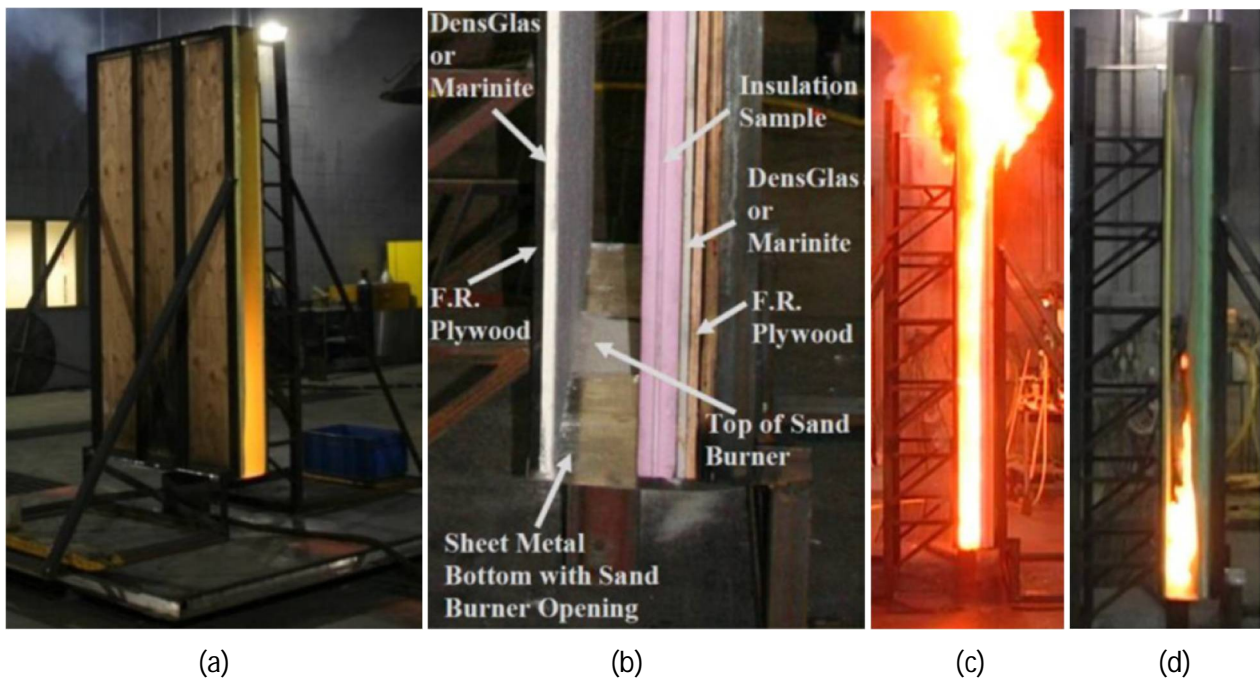 DensGlas
or
Marinite
Insulation
Sample
DensGlas
or
Marinite
F.R.
Plywood
F.R.
Plywood
Top of Sand
Burner
Sheet Metal
Bottom with Sand
Burner Opening
(a)
(b)
(c)
(d)